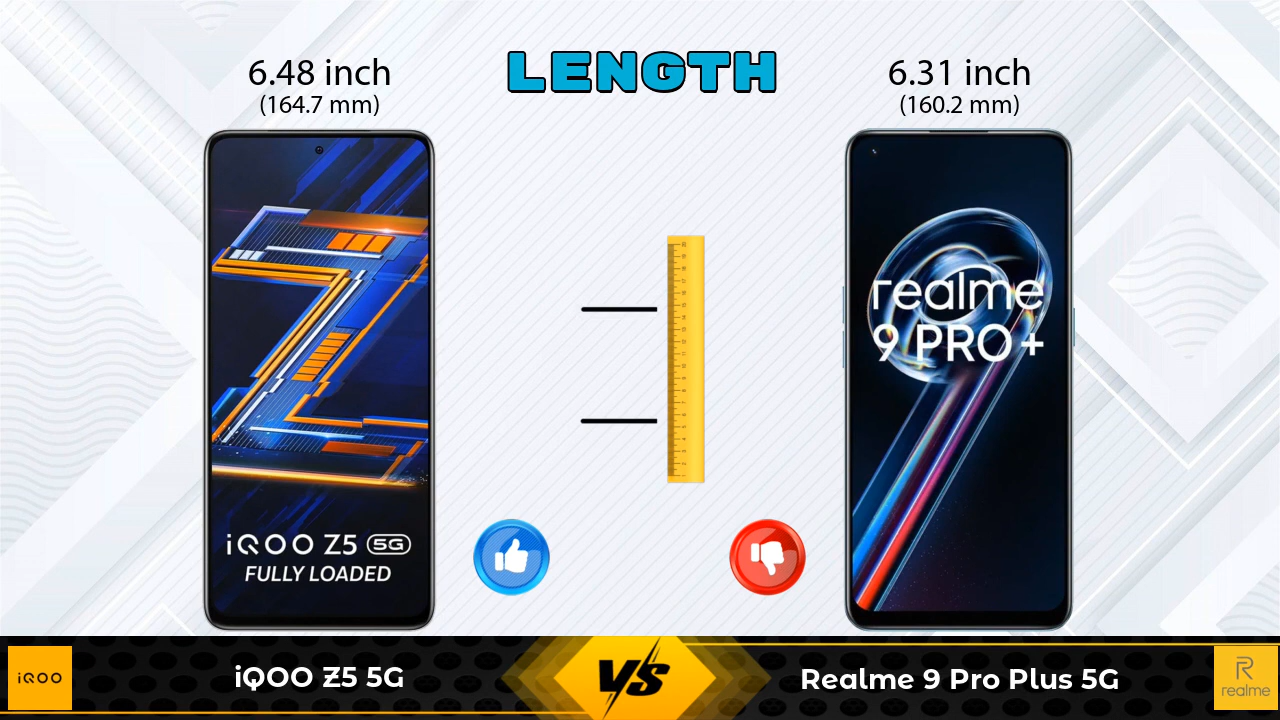 LENGTH
6.48 inch
(164.7 mm)
6.31 inch
(160.2 mm)
realme
9 PRO+
iQOO Z5 5G
FULLY LOADED
iQOO
iQOO Z5 5G
VS
Realme 9 Pro Plus 5G
R
realme